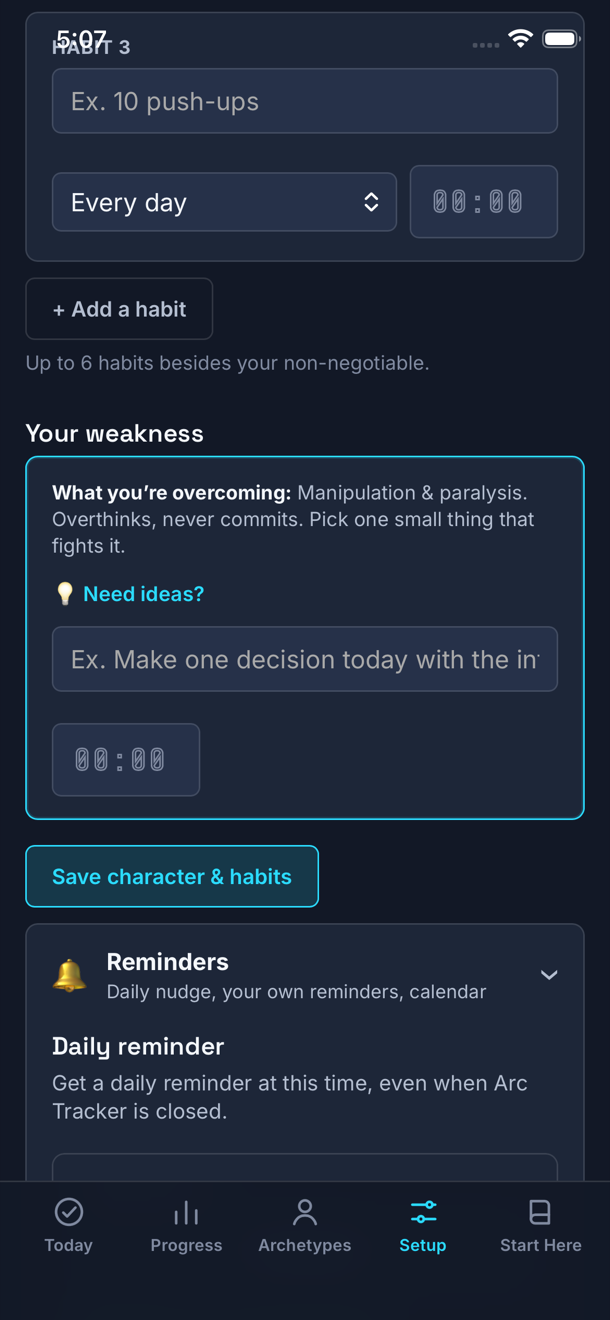 5:07
HABIT 3
Ex. 10 push-ups
Every day
00:00
+ Add a habit
Up to 6 habits besides your non-negotiable.
Your weakness
What you’re overcoming: Manipulation & paralysis.
Overthinks, never commits. Pick one small thing that
fights it.
💡 Need ideas?
Ex. Make one decision today with the in
00:00
Save character & habits
Reminders
Daily nudge, your own reminders, calendar
Daily reminder
Get a daily reminder at this time, even when Arc
Tracker is closed.
Today
Progress
Archetypes
Setup
Start Here